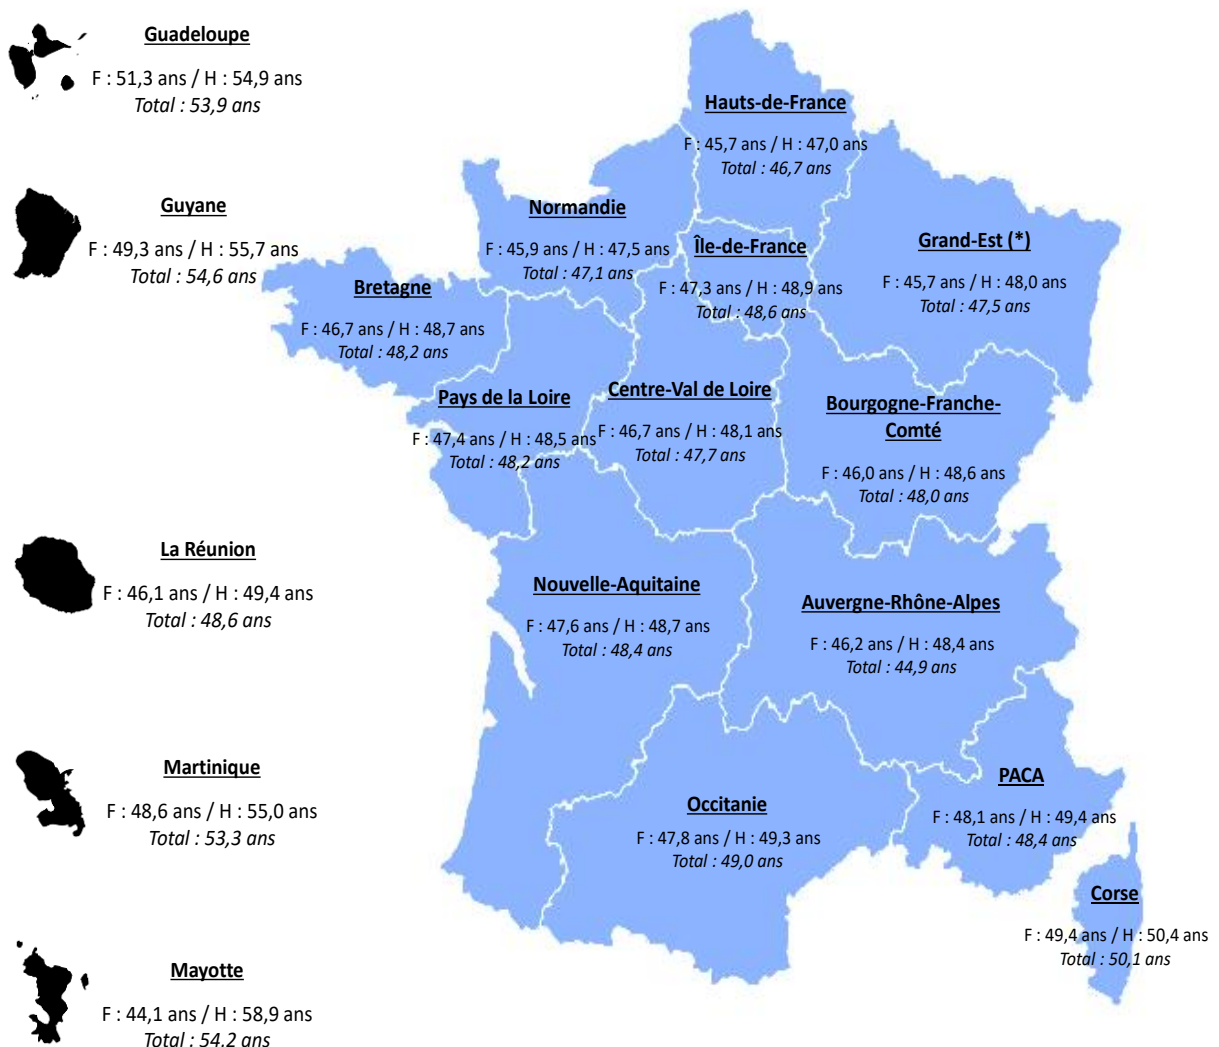 Guadeloupe
F : 51,3 ans / H : 54,9 ans
Total : 53,9 ans
Guyane
F : 49,3 ans / H : 55,7 ans
Total : 54,6 ans
La Réunion
F : 46,1 ans / H : 49,4 ans
Total : 48,6 ans
Martinique
F : 48,6 ans / H : 55,0 ans
Total : 53,3 ans
Mayotte
F : 44,1 ans / H : 58,9 ans
Total : 54,2 ans
Hauts-de-France
F : 45,7 ans / H : 47,0 ans
Total : 46,7 ans
Normandie
F : 45,9 ans / H : 47,5 ans
Total : 47,1 ans
Île-de-France
F : 47,3 ans / H : 48,9 ans
Total : 48,6 ans
Grand-Est (*)
F : 45,7 ans / H : 48,0 ans
Total : 47,5 ans
Bretagne
F : 46,7 ans / H : 48,7 ans
Total : 48,2 ans
Pays de la Loire
F : 47,4 ans / H : 48,5 ans
Total : 48,2 ans
Centre-Val de Loire
F : 46,7 ans / H : 48,1 ans
Total : 47,7 ans
Bourgogne-Franche-
Comté
F : 46,0 ans / H : 48,6 ans
Total : 48,0 ans
Nouvelle-Aquitaine
F : 47,6 ans / H : 48,7 ans
Total : 48,4 ans
Auvergne-Rhône-Alpes
F : 46,2 ans / H : 48,4 ans
Total : 44,9 ans
Occitanie
F : 47,8 ans / H : 49,3 ans
Total : 49,0 ans
PACA
F : 48,1 ans / H : 49,4 ans
Total : 48,4 ans
Corse
F : 49,4 ans / H : 50,4 ans
Total : 50,1 ans